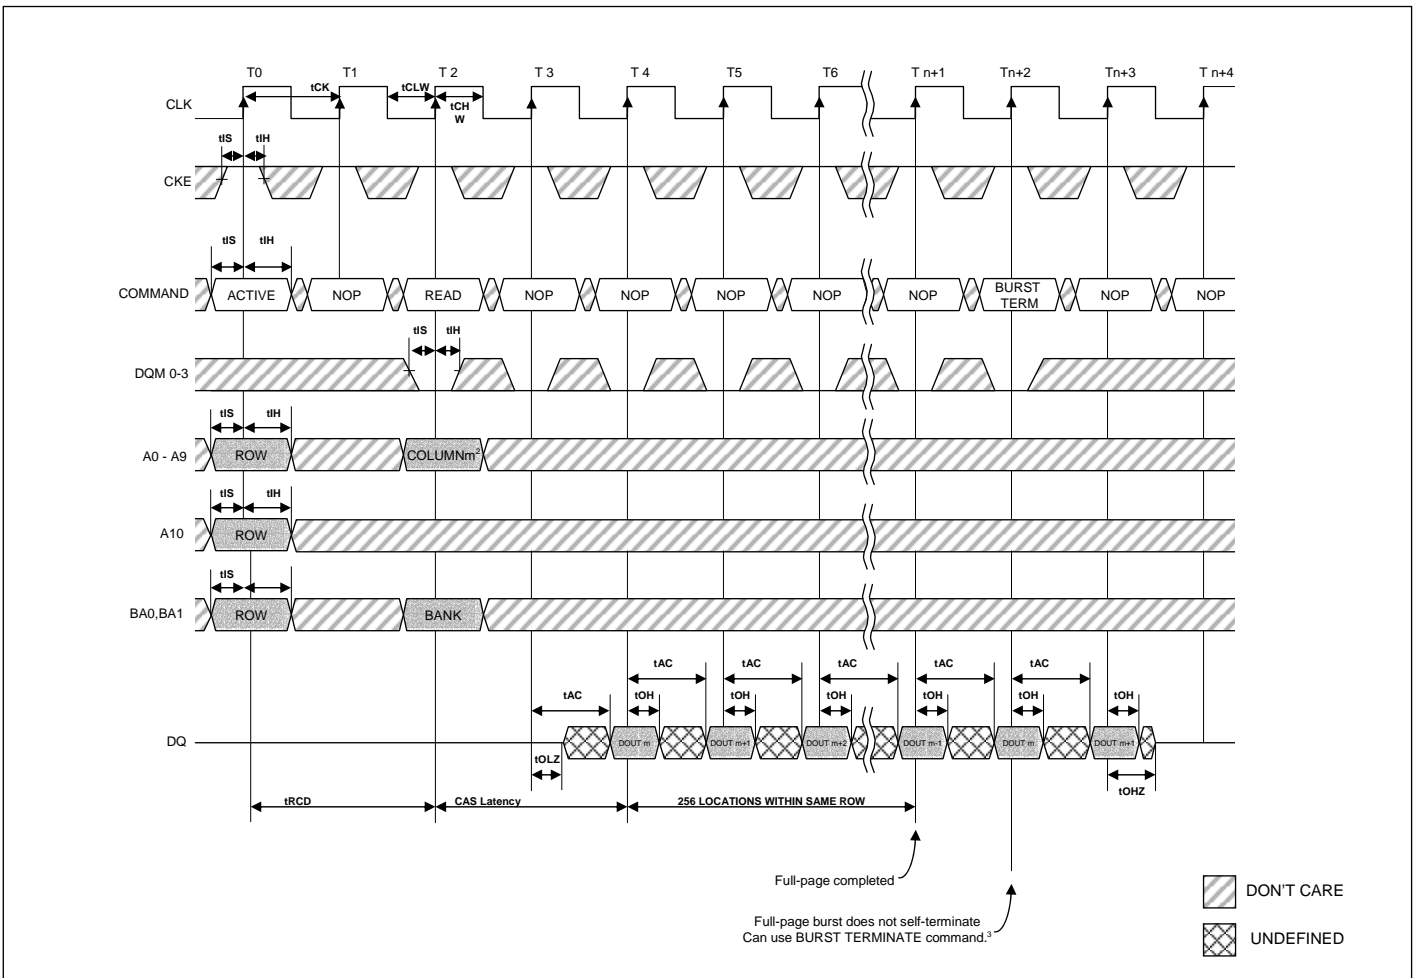 T0 T1 T 2 T 3 T 4 T5 T6 T n+1 Tn+2 Tn+3 T n+4
CLK
tCK tCLW tCH
W
tIS tIH
CKE
tIS tIH
COMMAND ACTIVE NOP READ NOP NOP NOP NOP NOP BURST TERM NOP NOP
tIS tIH
DQM 0-3
tIS tIH
A0 - A9 ROW COLUMNm²
tIS tIH
A10 ROW
tIS
BA0,BA1 ROW BANK
tAC tAC tAC tAC tAC
tAC tOH tOH tOH tOH tOH tOH
DQ DOUT m DOUT m+1 DOUT m+2 DOUT m-1 DOUT m DOUT m+1
tOLZ
tOHZ
tRCD CAS Latency 256 LOCATIONS WITHIN SAME ROW
Full-page completed
DON'T CARE
Full-page burst does not self-terminate
Can use BURST TERMINATE command.³
UNDEFINED